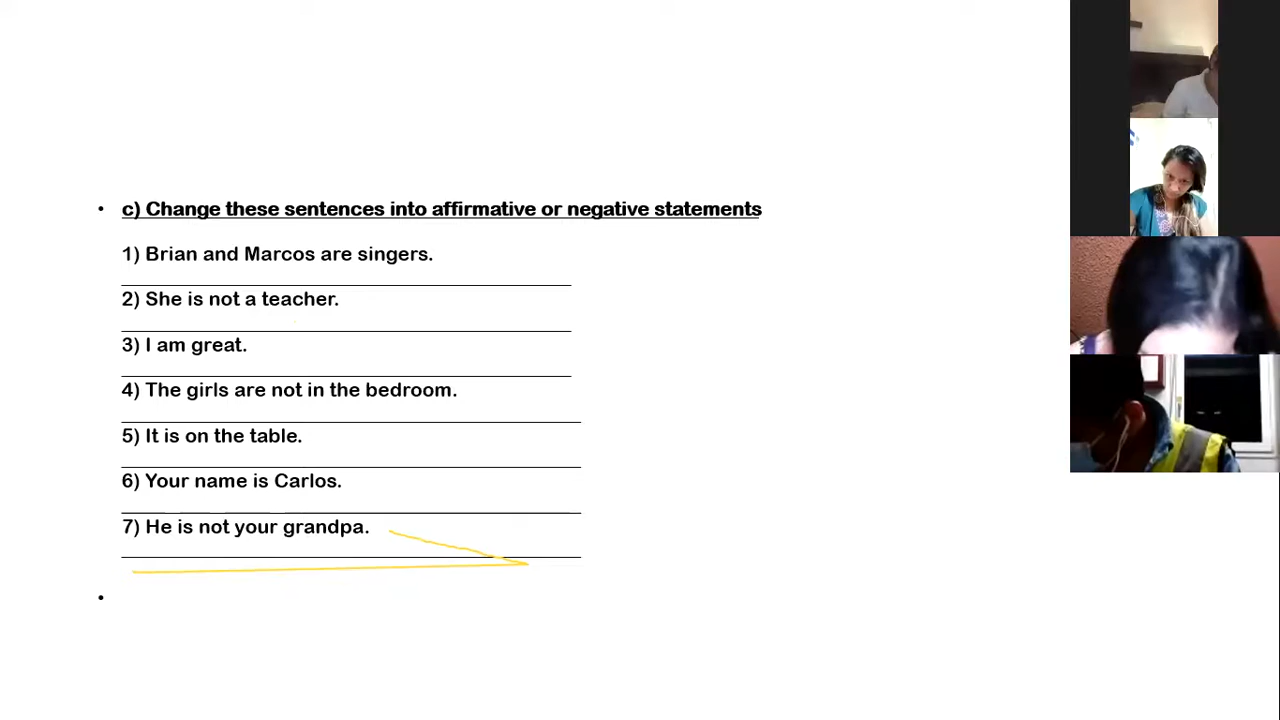 • c) Change these sentences into affirmative or negative statements
1) Brian and Marcos are singers.
2) She is not a teacher.
3) I am great.
4) The girls are not in the bedroom.
5) It is on the table.
6) Your name is Carlos.
7) He is not your grandpa.
•